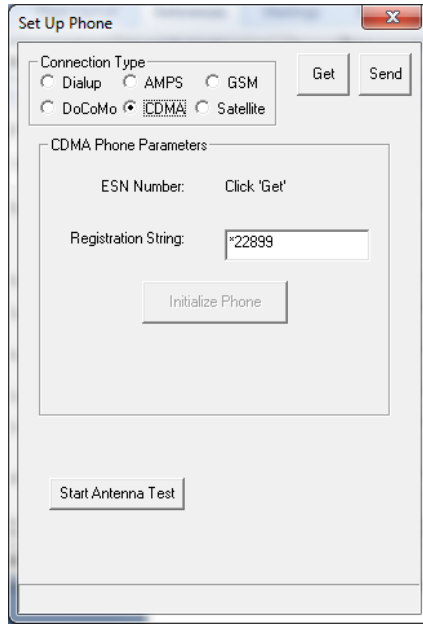 Set Up Phone
Connection Type
Dialup AMPS GSM
DoCoMo CDMA Satellite
Get Send
CDMA Phone Parameters
ESN Number: Click 'Get'
Registration String: *22899
Initialize Phone
Start Antenna Test